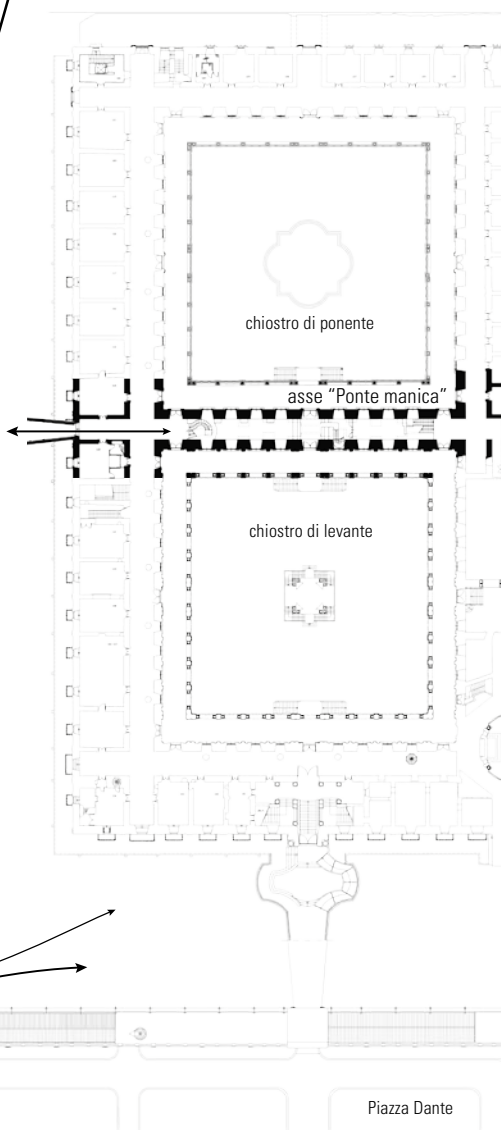 chiostro di ponente
asse “Ponte manica”
chiostro di levante
Piazza Dante